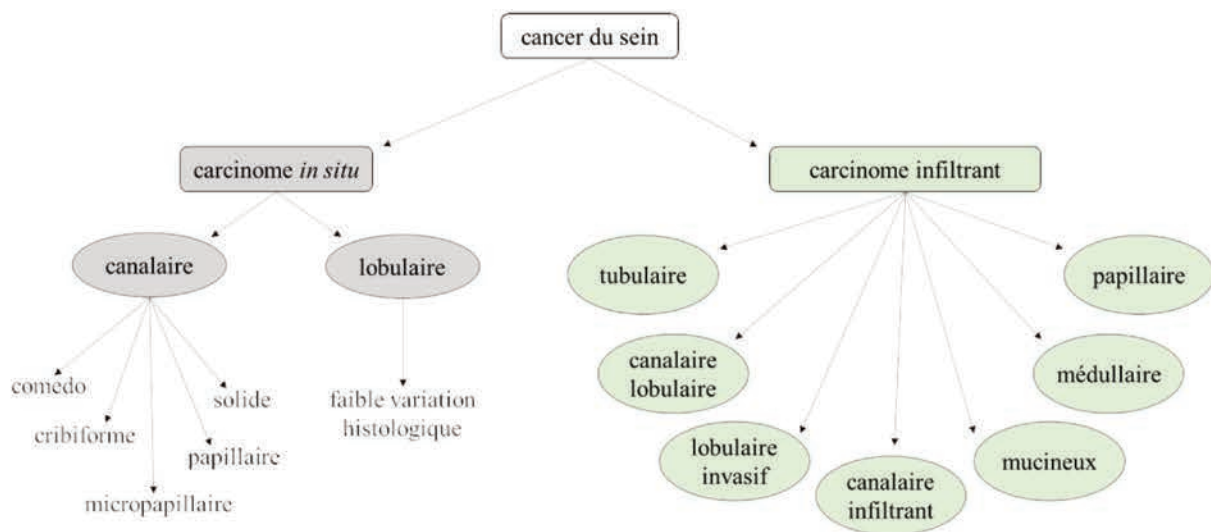 cancer du sein
carcinome in situ
carcinome infiltrant
canalaire
lobulaire
tubulaire
papillaire
canalaire
lobulaire
médullaire
comedo
solide
cribiforme
papillaire
micropapillaire
faible variation
histologique
lobulaire
invasif
canalaire
infiltrant
mucineux